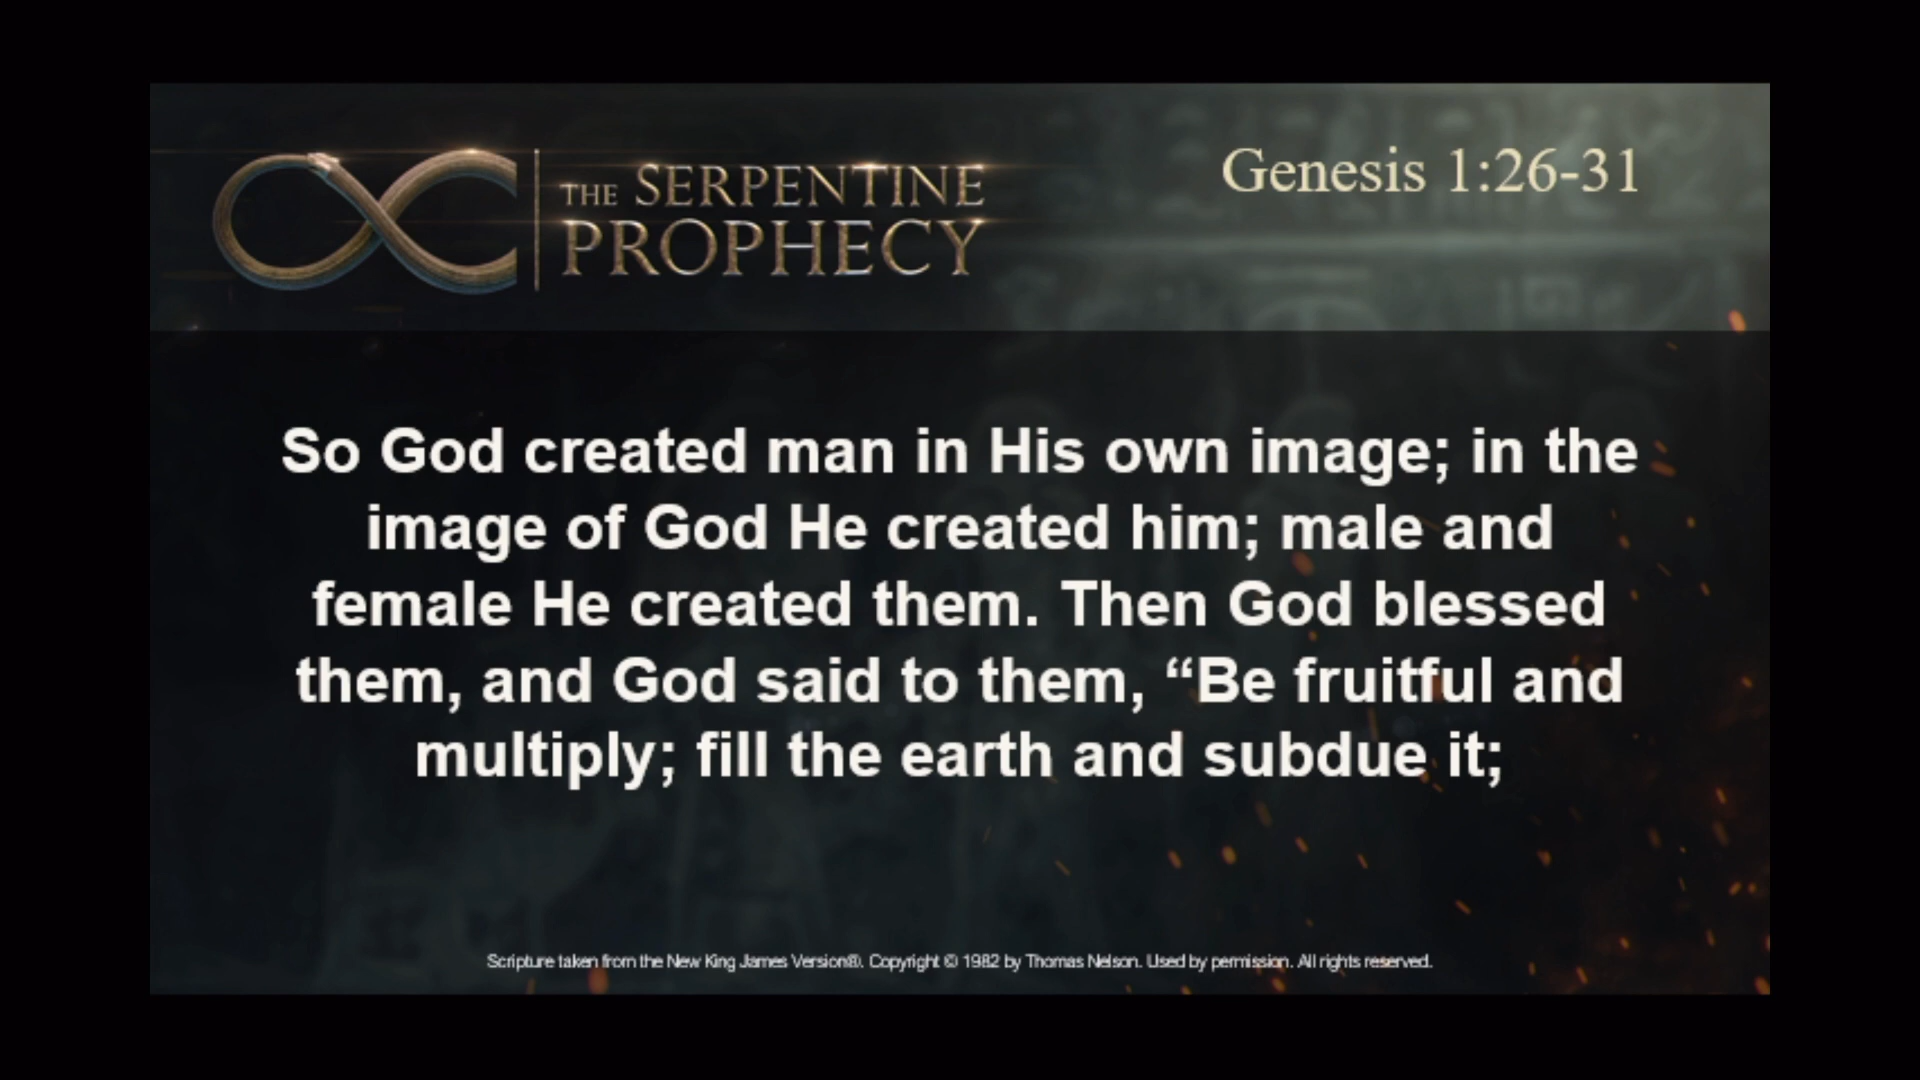 THE SERPENTINE
PROPHECY
Genesis 1:26-31
So God created man in His own image; in the
image of God He created him; male and
female He created them. Then God blessed
them, and God said to them, “Be fruitful and
multiply; fill the earth and subdue it;
Scripture taken from the New King James Version®. Copyright © 1982 by Thomas Nelson. Used by permission. All rights reserved.